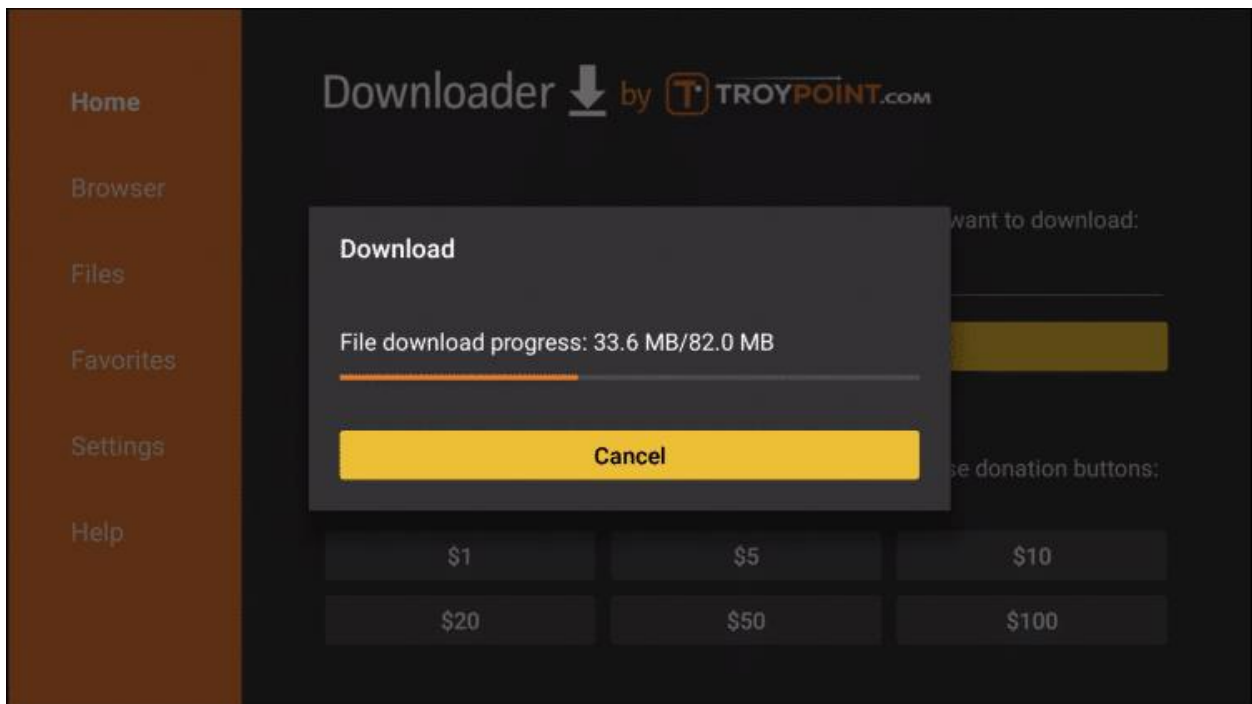 Home
Browser
Files
Favorites
Settings
Help
Downloader by TROYPOINT.COM
want to download:
Download
File download progress: 33.6 MB/82.0 MB
Cancel
se donation buttons:
$1 $5 $10
$20 $50 $100